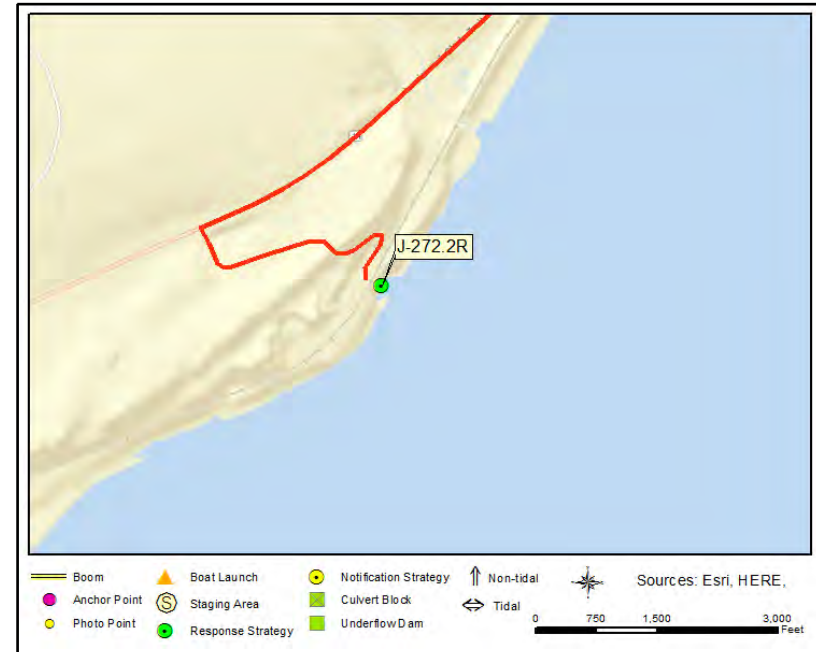 J-272.2R
Boom
Boat Launch
Notification Strategy
Non-tidal
Sources: Esri, HERE,
Anchor Point
S
Staging Area
Culvert Block
Tidal
Photo Point
Response Strategy
Underflow Dam
0 750 1,500 3,000
Feet